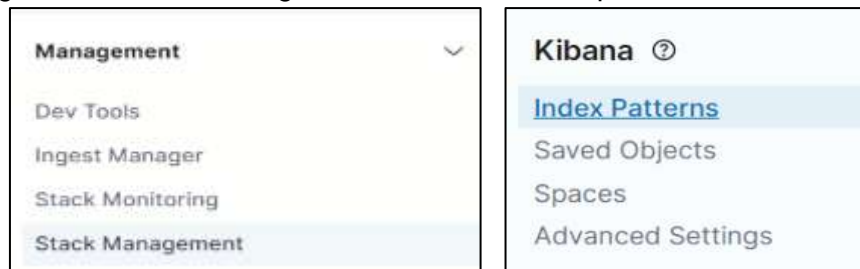 Management
Dev Tools
Ingest Manager
Stack Monitoring
Stack Management
Kibana
Index Patterns
Saved Objects
Spaces
Advanced Settings